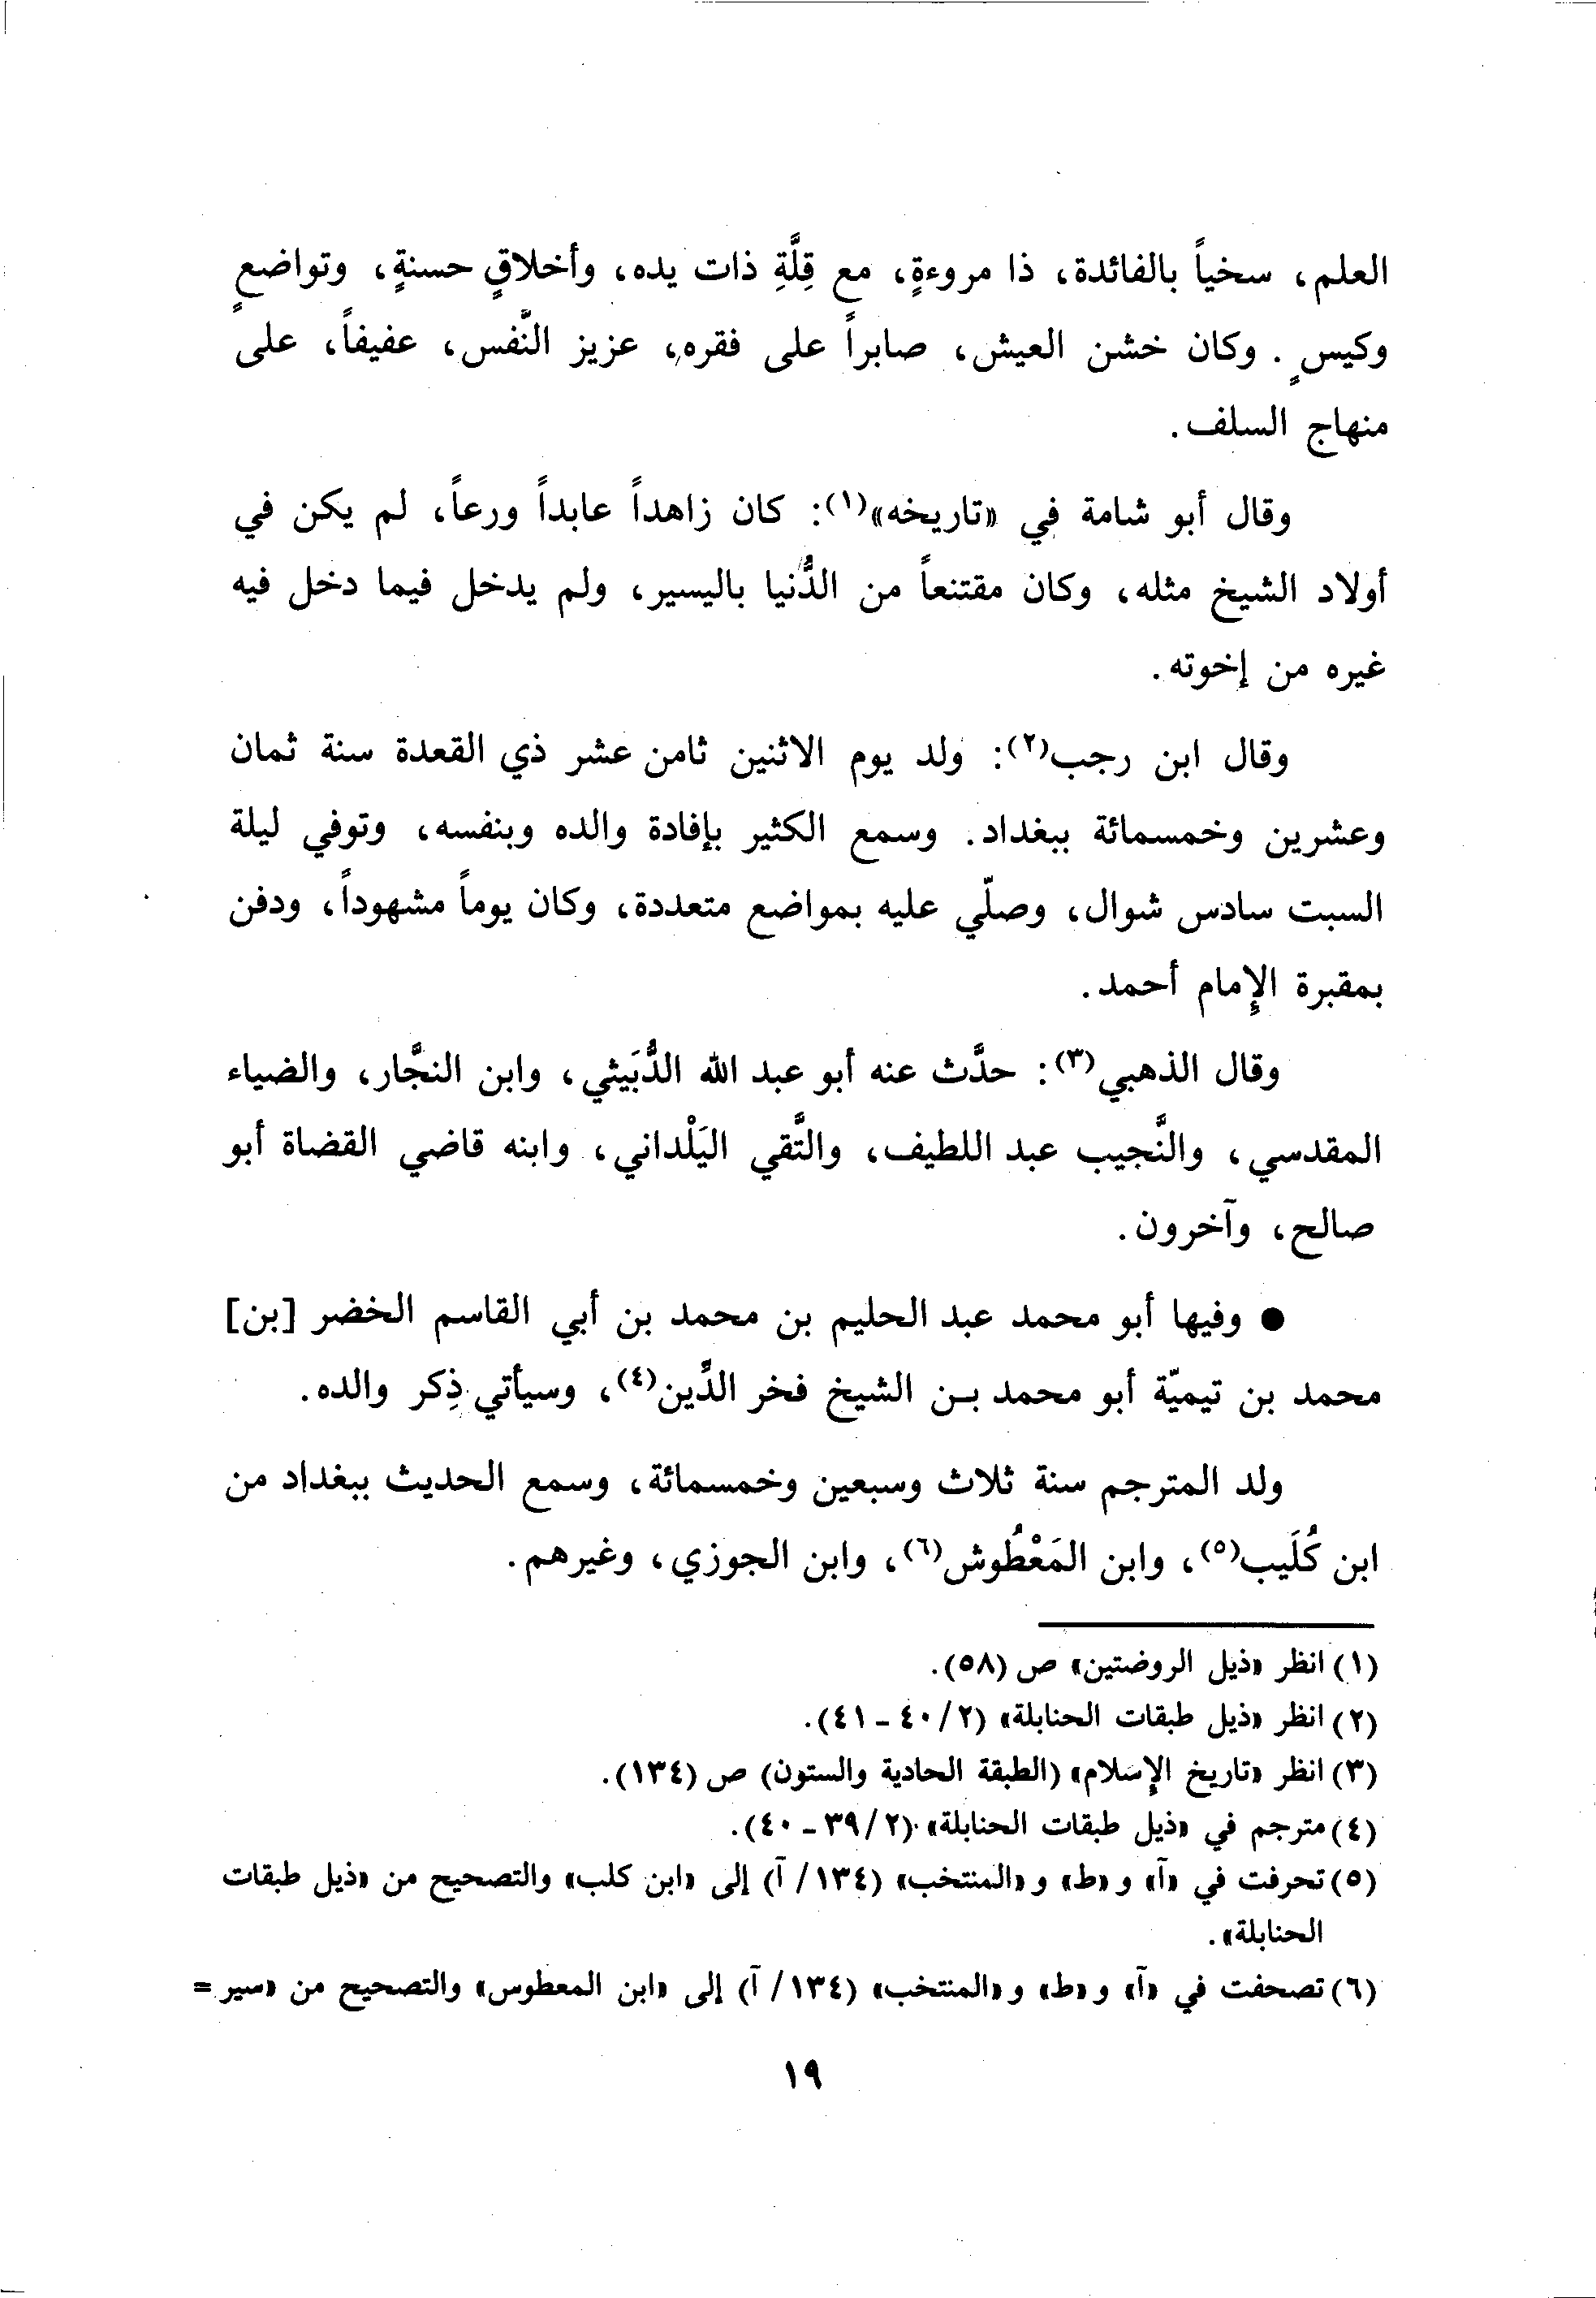 العلم، سخياً بالفائدة، ذا مروءةٍ، مع قِلَّةِ ذات يده، وأخلاقٍ حسنةٍ، وتواضعٍ
وكيسٍ. وكان خشن العيش، صابراً على فقره، عزيز النَّفس، عفيفاً، على
منهاج السلف.
وقال أبو شامة في «تاريخه»(١): كان زاهداً عابداً ورعاً، لم يكن في
أولاد الشيخ مثله، وكان مقتنعاً من الدُّنيا باليسير، ولم يدخل فيما دخل فيه
غيره من إخوته.
وقال ابن رجب(٢): ولد يوم الاثنين ثامن عشر ذي القعدة سنة ثمان
وعشرين وخمسمائة ببغداد. وسمع الكثير بإفادة والده وبنفسه، وتوفي ليلة
السبت سادس شوال، وصلّي عليه بمواضع متعددة، وكان يوماً مشهوداً، ودفن
بمقبرة الإمام أحمد.
وقال الذهبي(٣): حدَّث عنه أبو عبد الله الدُّبَيثي، وابن النجَّار، والضياء
المقدسي، والنَّجيب عبد اللطيف، والتَّقي اليَلْداني، وابنه قاضي القضاة أبو
صالح، وآخرون.
● وفيها أبو محمد عبد الحليم بن محمد بن أبي القاسم الخضر [بن]
محمد بن تيميّة أبو محمد بـن الشيخ فخر الدِّين(٤)، وسيأتي ذِكر والده.
ولد المترجم سنة ثلاث وسبعين وخمسمائة، وسمع الحديث ببغداد من
ابن كُلَيب(٥)، وابن المَعْطُوش(٦)، وابن الجوزي، وغيرهم.
(١) انظر «ذيل الروضتين» ص (٥٨).
(٢) انظر «ذيل طبقات الحنابلة» (٢/ ٤٠ - ٤١).
(٣) انظر «تاريخ الإسلام» (الطبقة الحادية والستون) ص (١٣٤).
(٤) مترجم في «ذيل طبقات الحنابلة» (٢/ ٣٩ - ٤٠).
(٥) تحرفت في «آ» و «ط» و «المنتخب» (١٣٤/ آ) إلى «ابن كلب» والتصحيح من «ذيل طبقات
الحنابلة».
(٦) تصحفت في «آ» و «ط» و «المنتخب» (١٣٤/ آ) إلى «ابن المعطوس» والتصحيح من «سير =
١٩